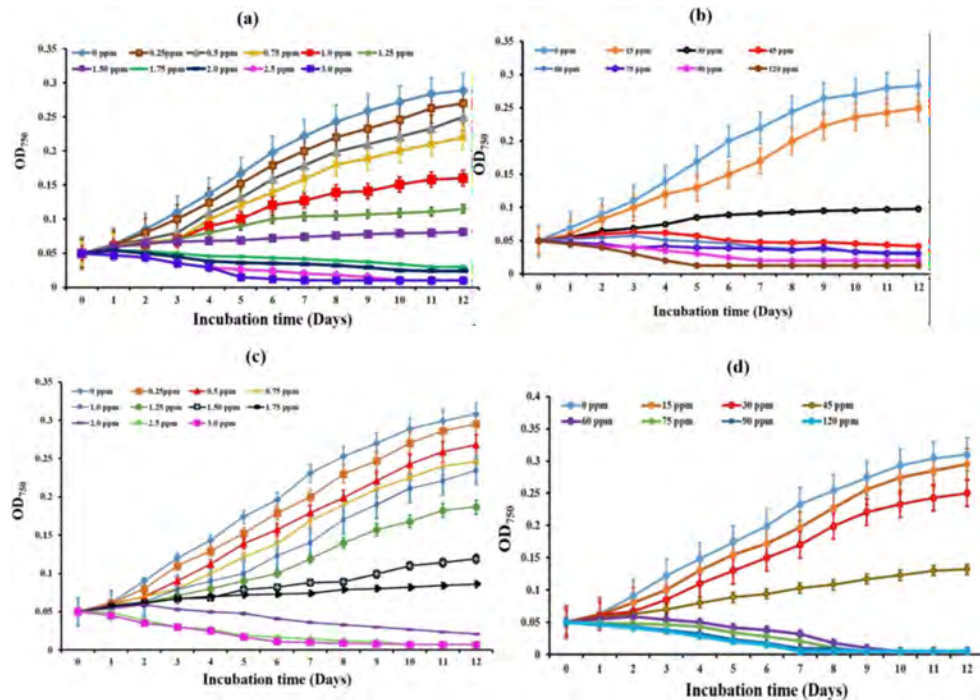 (a)
0 ppm 0.25ppm 0.5 ppm 0.75 ppm 1.0 ppm 1.25 ppm
1.50 ppm 1.75 ppm 2.0 ppm 2.5 ppm 3.0 ppm
0.35
0.3
0.25
0.2
0.15
0.1
0.05
0
OD750
0 1 2 3 4 5 6 7 8 9 10 11 12
Incubation time (Days)
(b)
0 ppm 15 ppm 45 ppm
75 ppm 120 ppm
0.35
0.3
0.25
0.2
0.15
0.1
0.05
0
OD750
0 1 2 3 4 5 6 7 8 9 10 11 12
Incubation time (Days)
(c)
0 ppm 0.25ppm 0.5 ppm 0.75 ppm
1.0 ppm 1.25 ppm 1.50 ppm 1.75 ppm
2.0 ppm 2.5 ppm 3.0 ppm
0.35
0.3
0.25
0.2
0.15
0.1
0.05
0
OD750
0 1 2 3 4 5 6 7 8 9 10 11 12
Incubation time (Days)
(d)
0 ppm 15 ppm 30 ppm 45 ppm
60 ppm 75 ppm 90 ppm 120 ppm
0.4
0.35
0.3
0.25
0.2
0.15
0.1
0.05
0
OD750
0 1 2 3 4 5 6 7 8 9 10 11 12
Incubation time (Days)